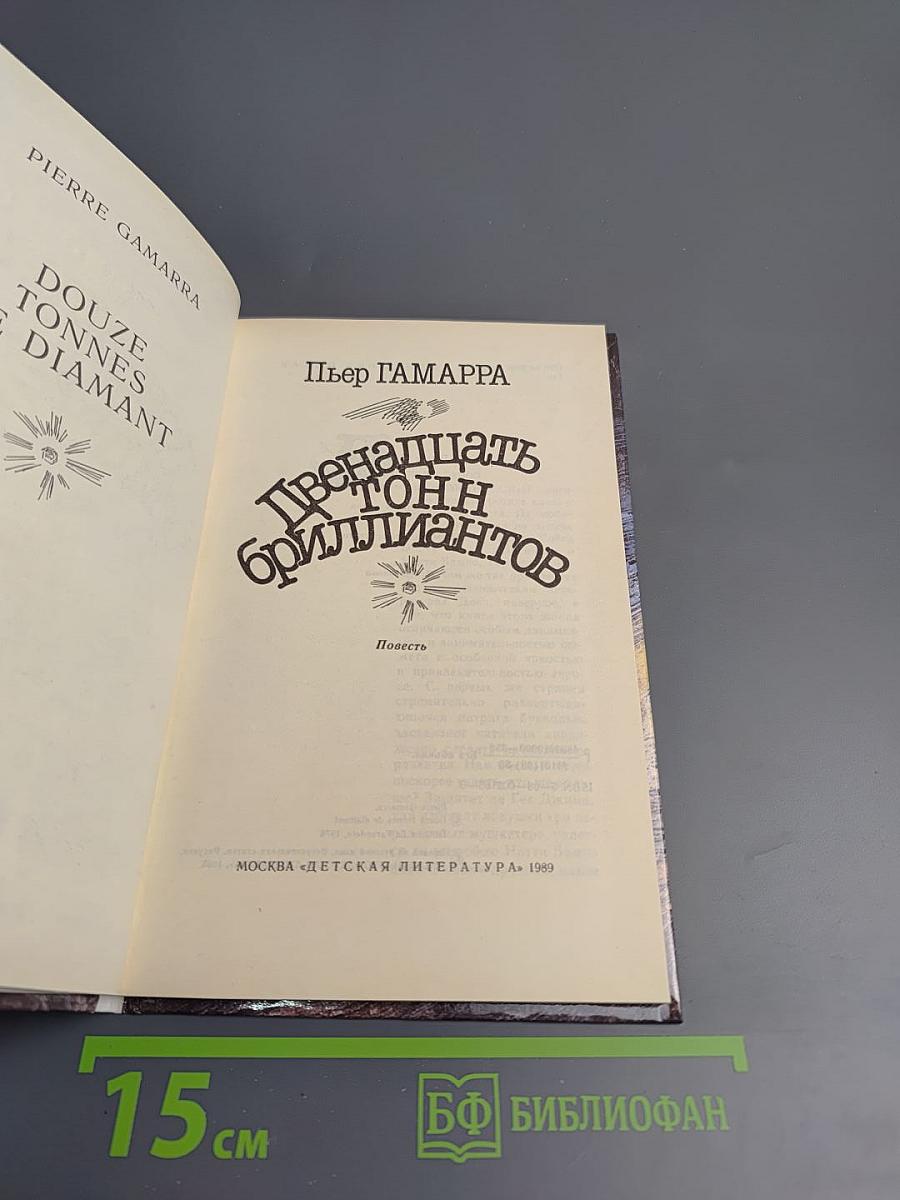 PIERRE GAMARRA
DOUZE
TONNES
E DIAMANT
Пьер ГАМАРРА
Двенадцать
тонн
бриллиантов
Повесть
МОСКВА «ДЕТСКАЯ ЛИТЕРАТУРА» 1989
15 см
БФ БИБЛИОФАН